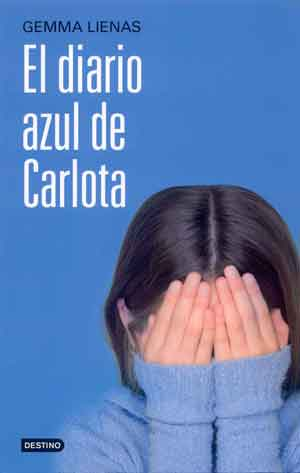 GEMMA LIENAS
El diario
azul de
Carlota
DESTINO